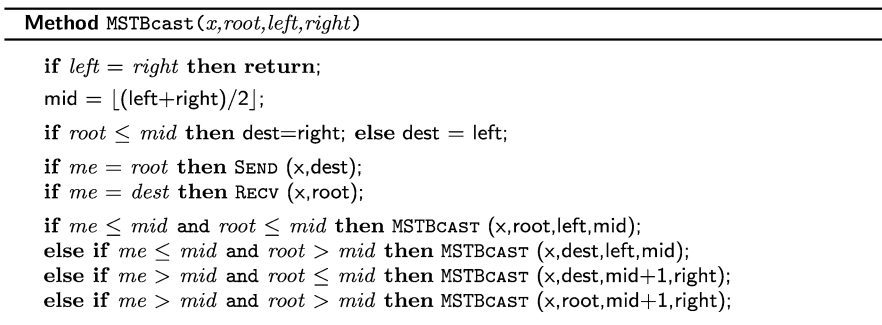 Method MSTBcast(x,root,left,right)
if left = right then return;
mid = ⌊(left+right)/2⌋;
if root ≤ mid then dest=right; else dest = left;
if me = root then SEND (x,dest);
if me = dest then RECV (x,root);
if me ≤ mid and root ≤ mid then MSTBCAST (x,root,left,mid);
else if me ≤ mid and root > mid then MSTBCAST (x,dest,left,mid);
else if me > mid and root ≤ mid then MSTBCAST (x,dest,mid+1,right);
else if me > mid and root > mid then MSTBCAST (x,root,mid+1,right);